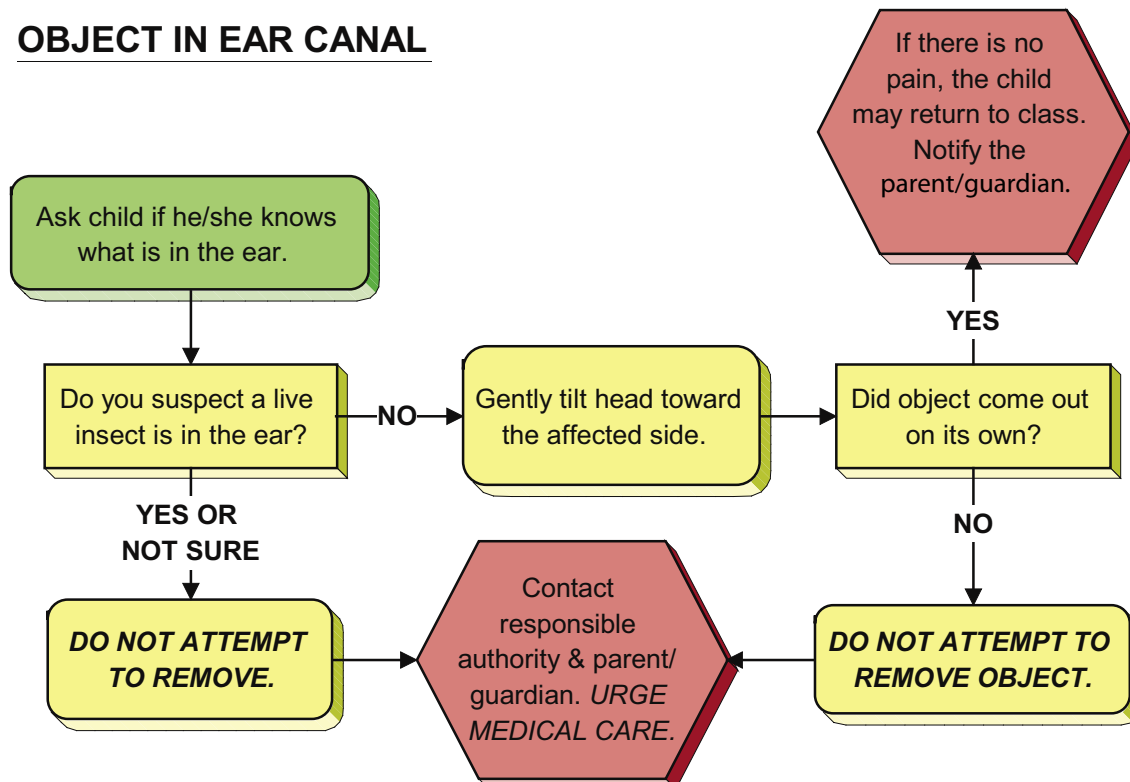 OBJECT IN EAR CANAL
If there is no
pain, the child
may return to class.
Notify the
parent/guardian.
Ask child if he/she knows
what is in the ear.
YES
Do you suspect a live
insect is in the ear?
NO
Gently tilt head toward
the affected side.
Did object come out
on its own?
YES OR
NOT SURE
NO
DO NOT ATTEMPT
TO REMOVE.
Contact
responsible
authority & parent/
guardian. URGE
MEDICAL CARE.
DO NOT ATTEMPT TO
REMOVE OBJECT.